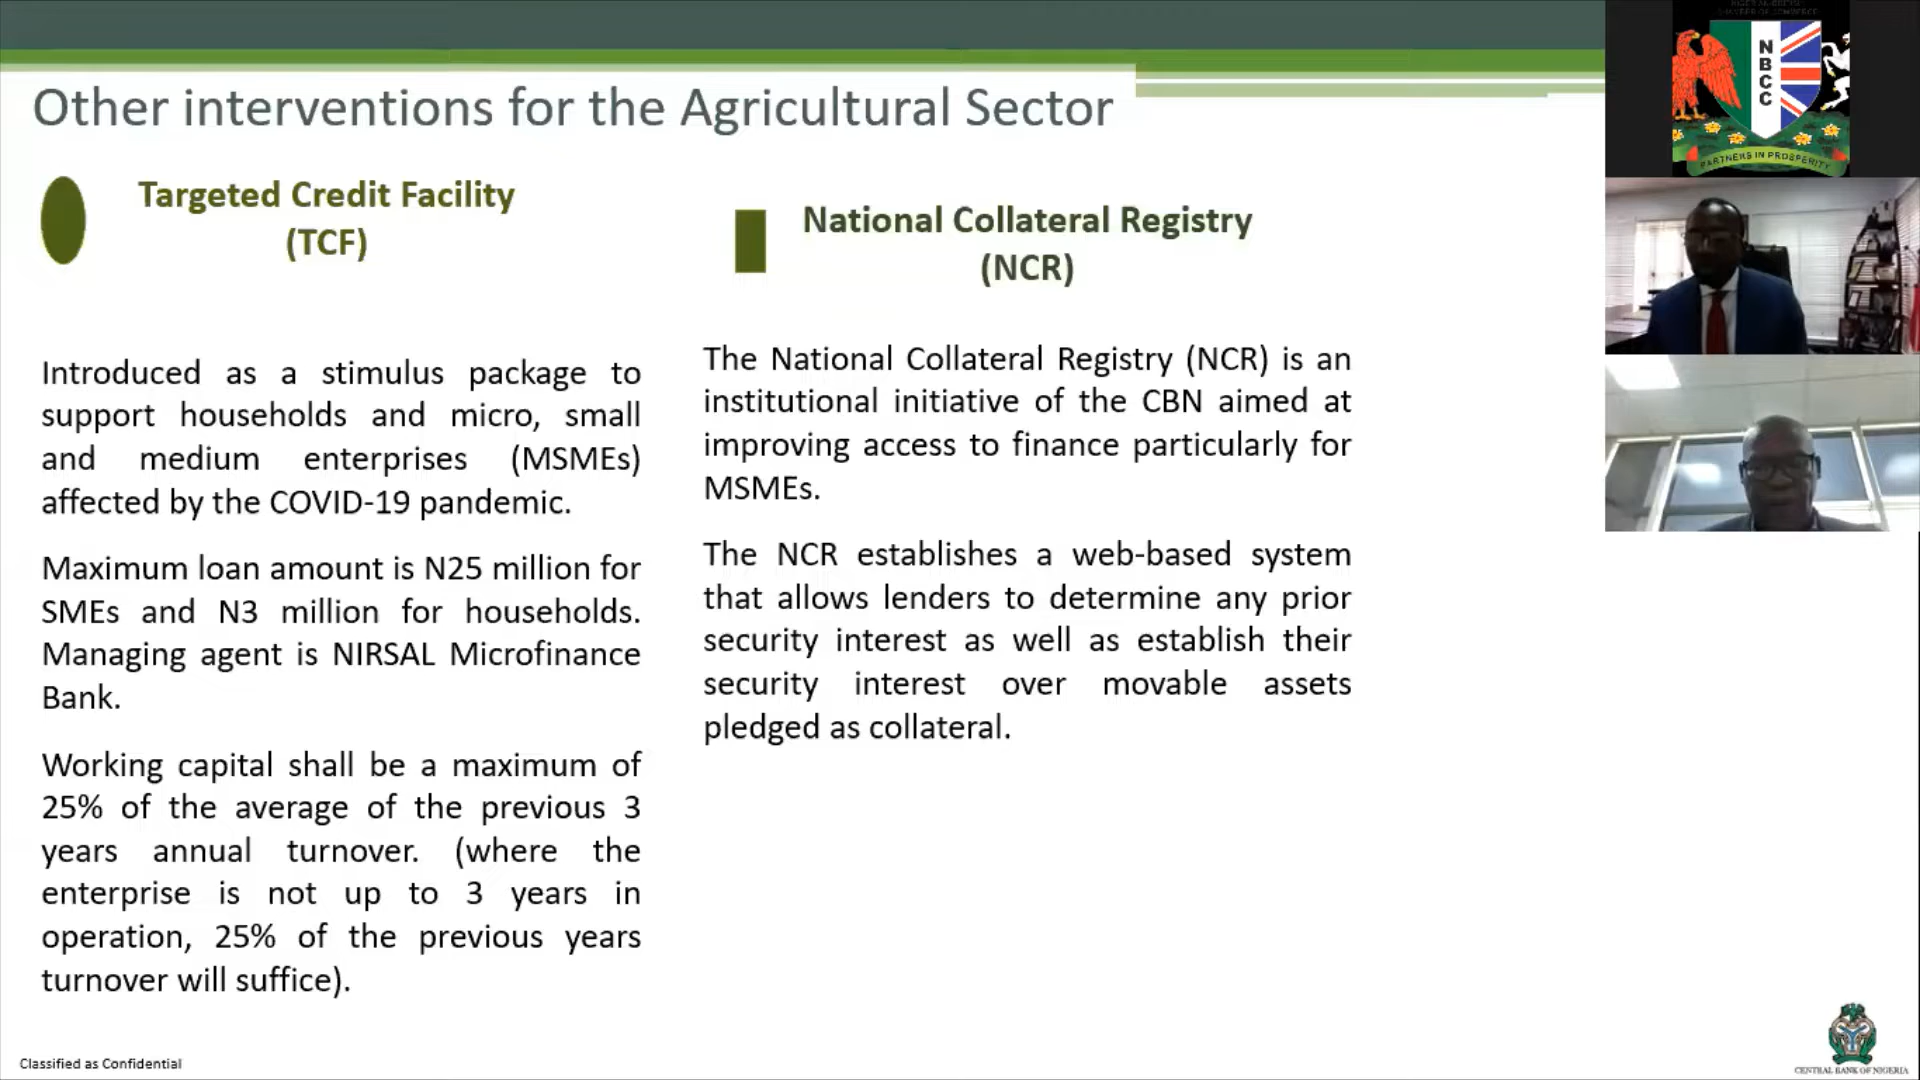 Other interventions for the Agricultural Sector
Targeted Credit Facility
(TCF)
Introduced as a stimulus package to
support households and micro, small
and medium enterprises (MSMEs)
affected by the COVID-19 pandemic.
Maximum loan amount is N25 million for
SMEs and N3 million for households.
Managing agent is NIRSAL Microfinance
Bank.
Working capital shall be a maximum of
25% of the average of the previous 3
years annual turnover. (where the
enterprise is not up to 3 years in
operation, 25% of the previous years
turnover will suffice).
National Collateral Registry
(NCR)
The National Collateral Registry (NCR) is an
institutional initiative of the CBN aimed at
improving access to finance particularly for
MSMEs.
The NCR establishes a web-based system
that allows lenders to determine any prior
security interest as well as establish their
security interest over movable assets
pledged as collateral.
NBCC
PARTNERS IN PROSPERITY
Classified as Confidential
CENTRAL BANK OF NIGERIA